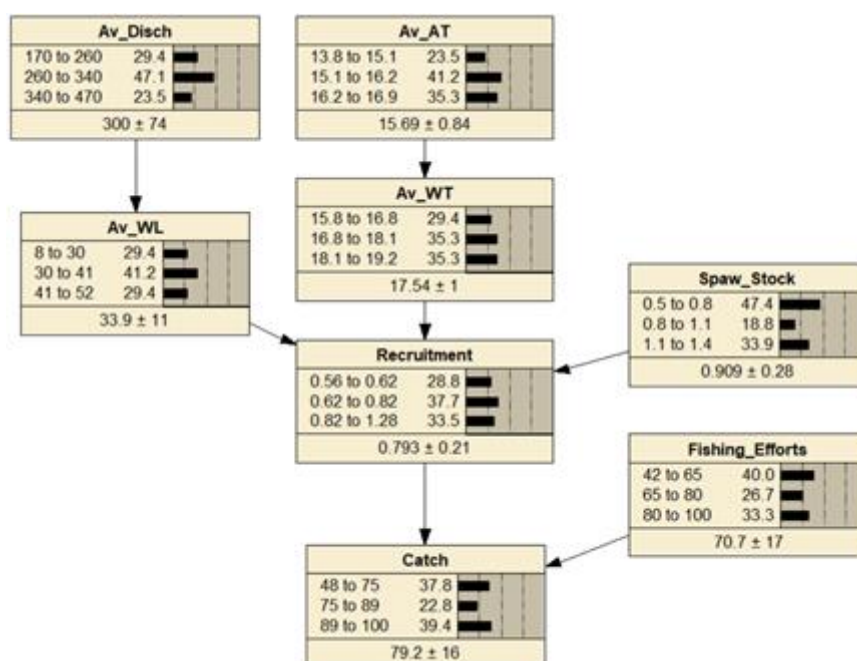 Av_Disch
170 to 260 29.4
260 to 340 47.1
340 to 470 23.5
300 ± 74
Av_AT
13.8 to 15.1 23.5
15.1 to 16.2 41.2
16.2 to 16.9 35.3
15.69 ± 0.84
Av_WL
8 to 30 29.4
30 to 41 41.2
41 to 52 29.4
33.9 ± 11
Av_WT
15.8 to 16.8 29.4
16.8 to 18.1 35.3
18.1 to 19.2 35.3
17.54 ± 1
Spaw_Stock
0.5 to 0.8 47.4
0.8 to 1.1 18.8
1.1 to 1.4 33.9
0.909 ± 0.28
Recruitment
0.56 to 0.62 28.8
0.62 to 0.82 37.7
0.82 to 1.28 33.5
0.793 ± 0.21
Fishing_Efforts
42 to 65 40.0
65 to 80 26.7
80 to 100 33.3
70.7 ± 17
Catch
48 to 75 37.8
75 to 89 22.8
89 to 100 39.4
79.2 ± 16